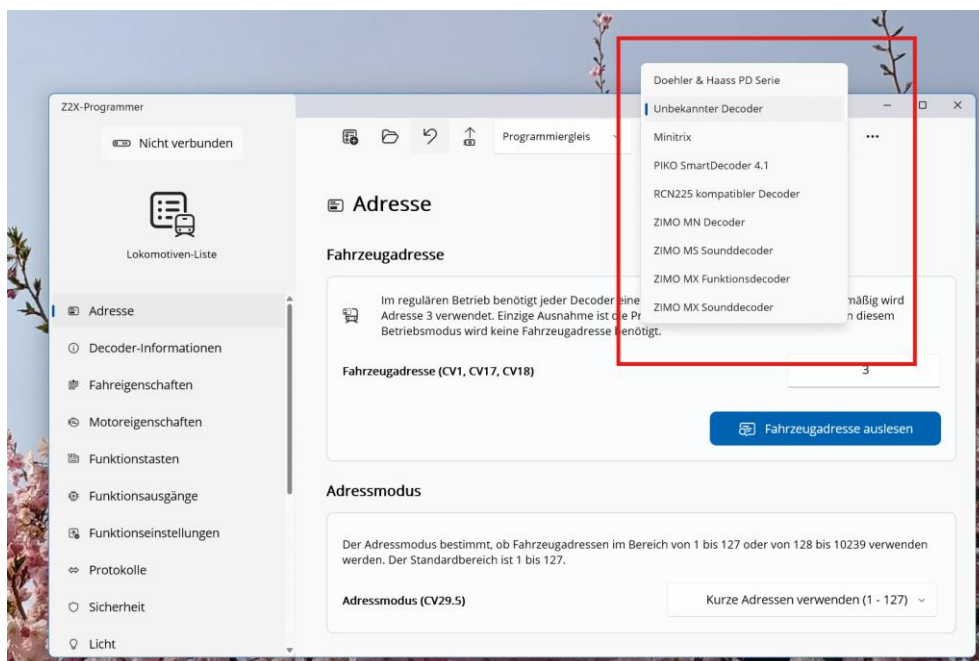 Z2X-Programmer
Nicht verbunden
Lokomotiven-Liste
Adresse
Decoder-Informationen
Fahreigenschaften
Motoreigenschaften
Funktionstasten
Funktionsausgänge
Funktionseinstellungen
Protokolle
Sicherheit
Licht
Programmiergleis
Doehler & Haass PD Serie
Unbekannter Decoder
Minitrix
PIKO SmartDecoder 4.1
RCN225 kompatibler Decoder
ZIMO MN Decoder
ZIMO MS Sounddecoder
ZIMO MX Funktionsdecoder
ZIMO MX Sounddecoder
Adresse
Fahrzeugadresse
Im regulären Betrieb benötigt jeder Decoder eine mäßig wird
Adresse 3 verwendet. Einzige Ausnahme ist die n diesem
Betriebsmodus wird keine Fahrzeugadresse benötigt.
Fahrzeugadresse (CV1, CV17, CV18)
3
Fahrzeugadresse auslesen
Adressmodus
Der Adressmodus bestimmt, ob Fahrzeugadressen im Bereich von 1 bis 127 oder von 128 bis 10239 verwenden
werden. Der Standardbereich ist 1 bis 127.
Adressmodus (CV29.5)
Kurze Adressen verwenden (1 - 127)